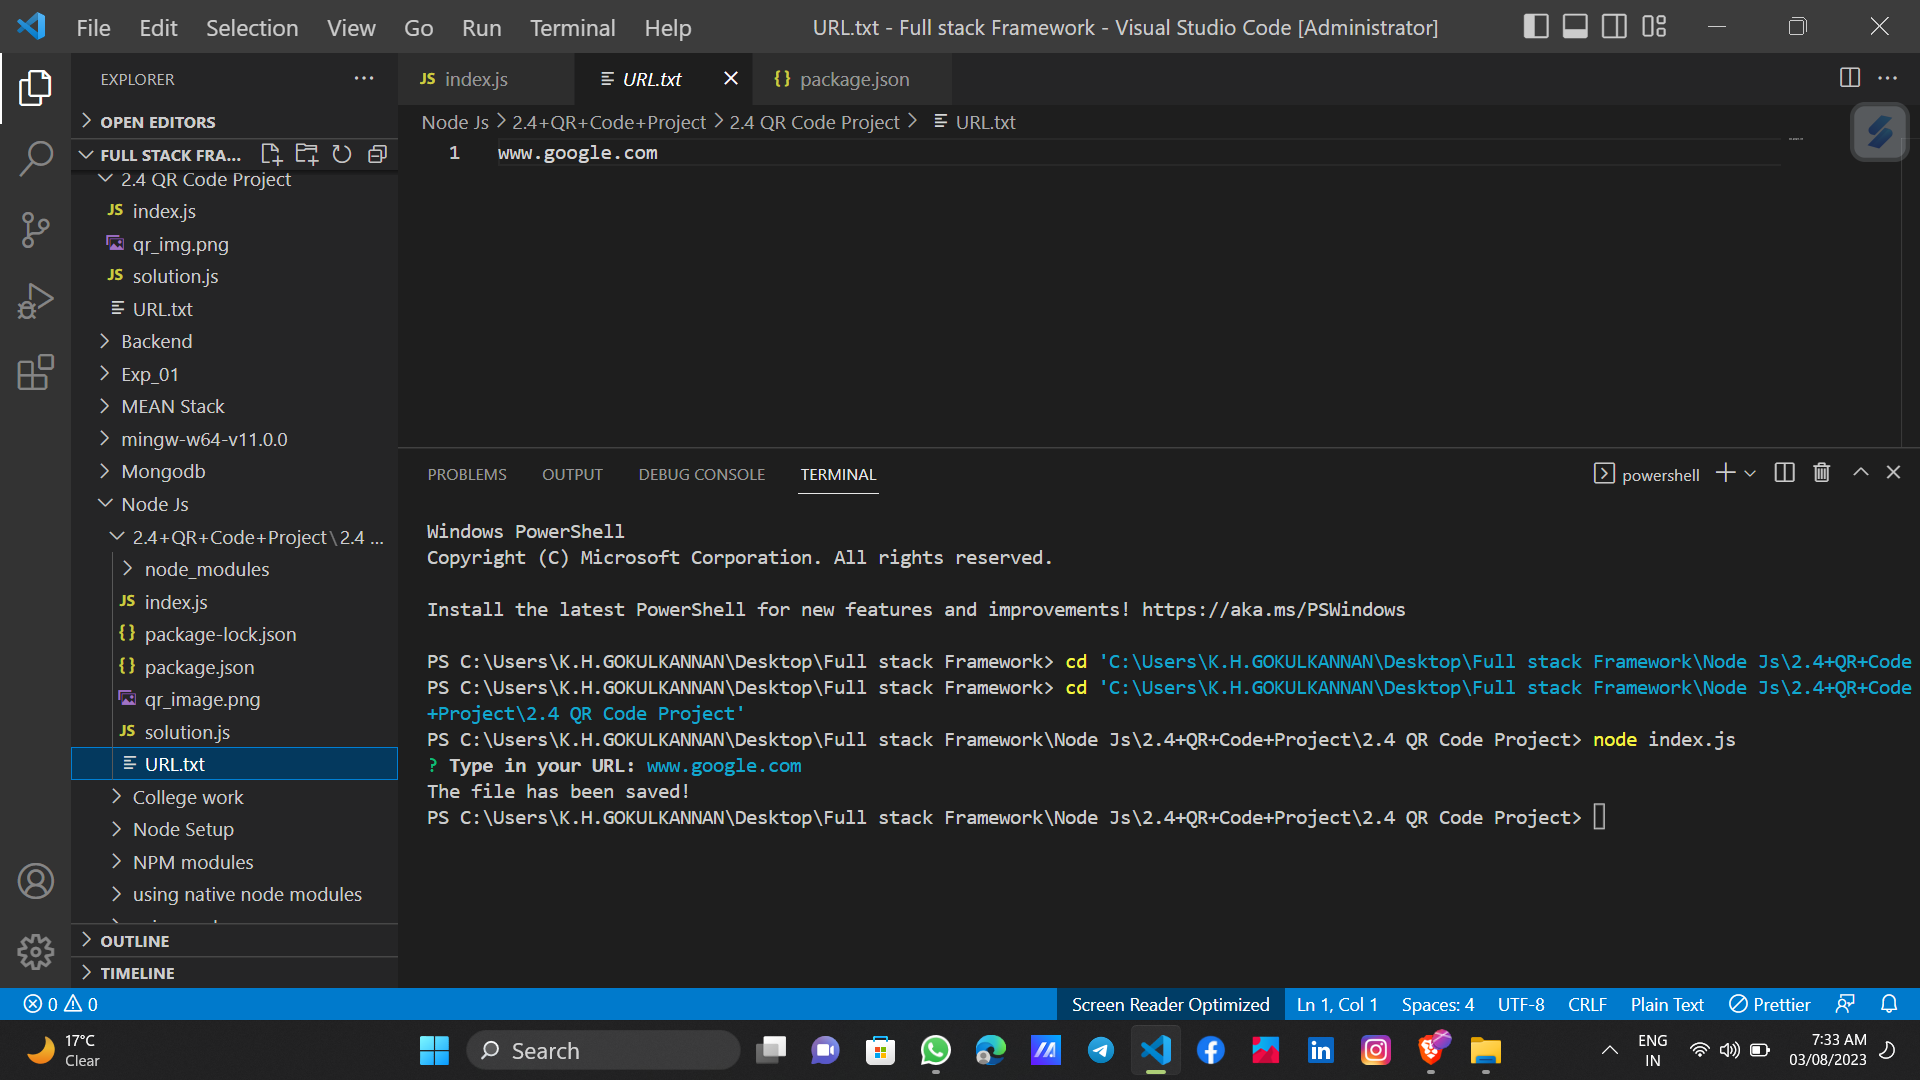 File Edit Selection View Go Run Terminal Help
URL.txt - Full stack Framework - Visual Studio Code [Administrator]
EXPLORER
OPEN EDITORS
FULL STACK FRA...
2.4 QR Code Project
JS index.js
qr_img.png
JS solution.js
URL.txt
Backend
Exp_01
MEAN Stack
mingw-w64-v11.0.0
Mongodb
Node Js
2.4+QR+Code+Project\2.4 ...
node_modules
JS index.js
{} package-lock.json
{} package.json
qr_image.png
JS solution.js
URL.txt
College work
Node Setup
NPM modules
using native node modules
OUTLINE
TIMELINE
JS index.js
URL.txt
{} package.json
Node Js > 2.4+QR+Code+Project > 2.4 QR Code Project > URL.txt
1 www.google.com
PROBLEMS OUTPUT DEBUG CONSOLE TERMINAL
powershell
Windows PowerShell
Copyright (C) Microsoft Corporation. All rights reserved.
Install the latest PowerShell for new features and improvements! https://aka.ms/PSWindows
PS C:\Users\K.H.GOKULKANNAN\Desktop\Full stack Framework> cd 'C:\Users\K.H.GOKULKANNAN\Desktop\Full stack Framework\Node Js\2.4+QR+Code
PS C:\Users\K.H.GOKULKANNAN\Desktop\Full stack Framework> cd 'C:\Users\K.H.GOKULKANNAN\Desktop\Full stack Framework\Node Js\2.4+QR+Code
+Project\2.4 QR Code Project'
PS C:\Users\K.H.GOKULKANNAN\Desktop\Full stack Framework\Node Js\2.4+QR+Code+Project\2.4 QR Code Project> node index.js
? Type in your URL: www.google.com
The file has been saved!
PS C:\Users\K.H.GOKULKANNAN\Desktop\Full stack Framework\Node Js\2.4+QR+Code+Project\2.4 QR Code Project>
0 0
Screen Reader Optimized Ln 1, Col 1 Spaces: 4 UTF-8 CRLF Plain Text Prettier
17°C
Clear
Search
ENG
IN
7:33 AM
03/08/2023